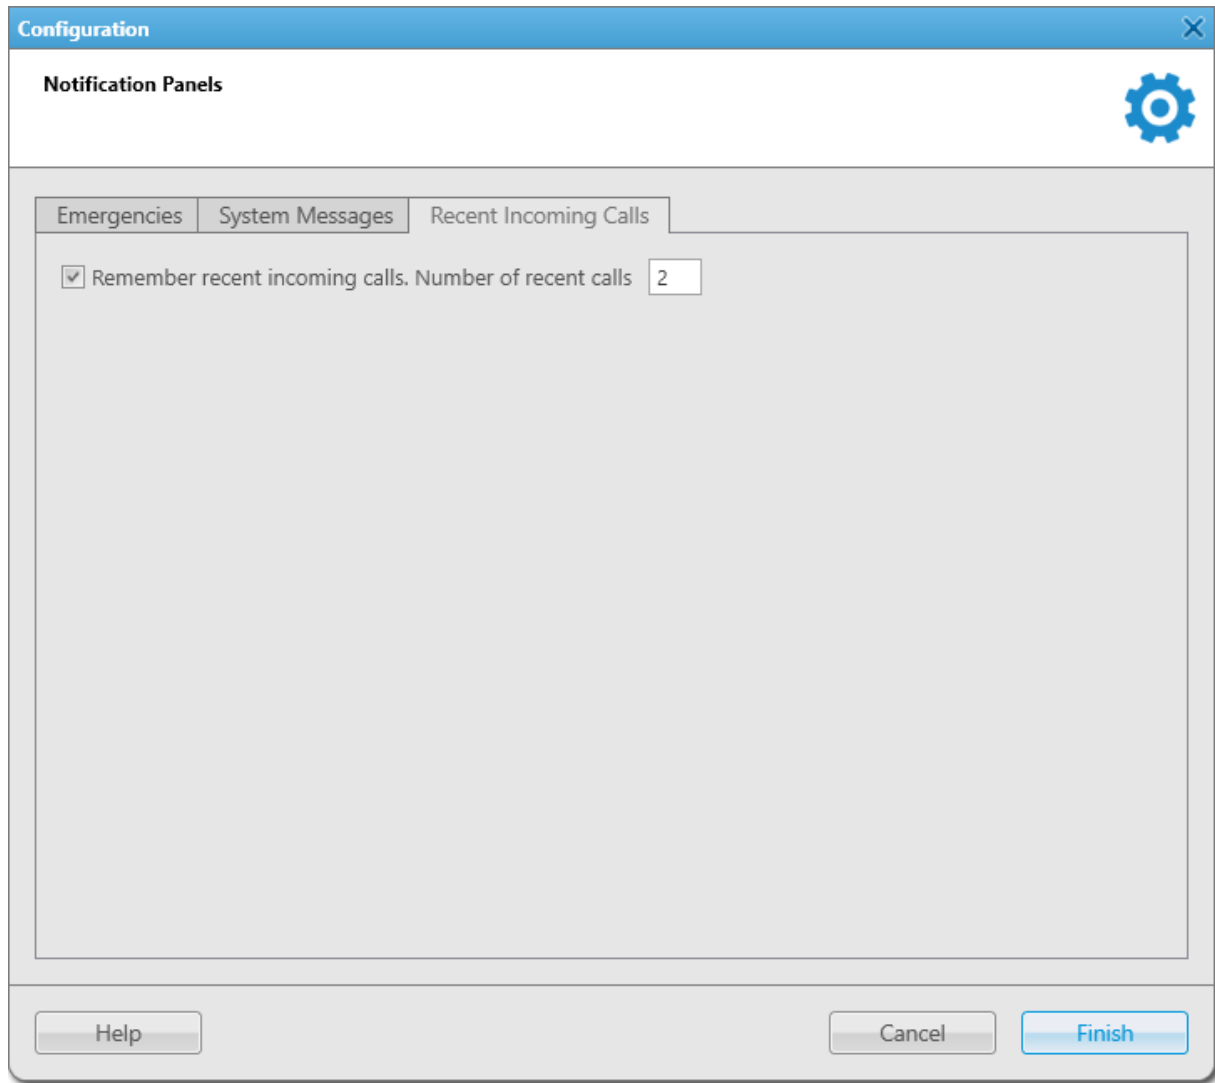 Configuration
Notification Panels
Emergencies System Messages Recent Incoming Calls
Remember recent incoming calls. Number of recent calls 2
Help Cancel Finish